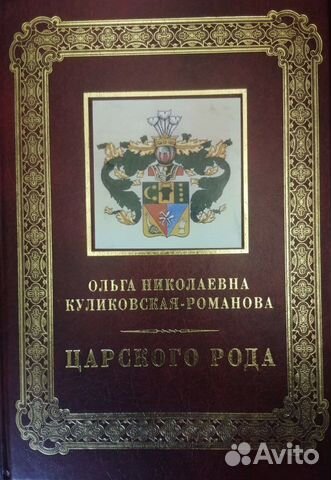 ОЛЬГА НИКОЛАЕВНА
КУЛИКОВСКАЯ-РОМАНОВА
ЦАРСКОГО РОДА
Avito